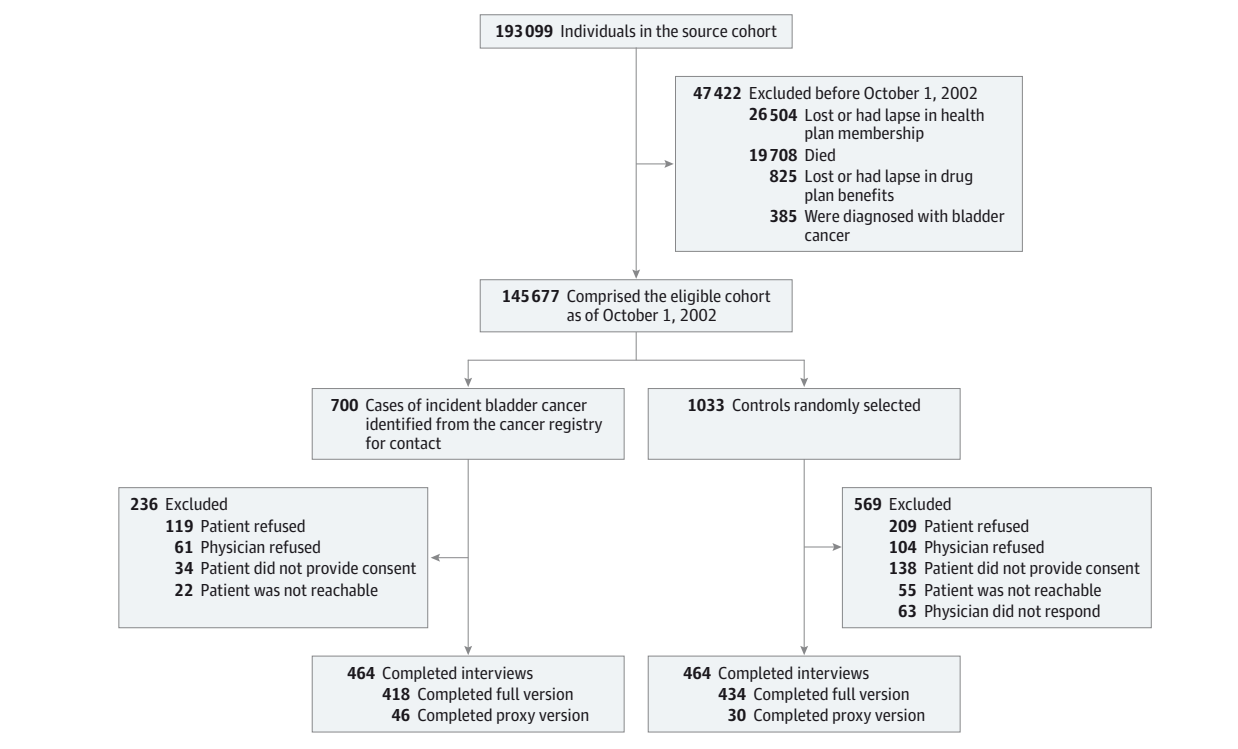 193 099 Individuals in the source cohort
47 422 Excluded before October 1, 2002
26 504 Lost or had lapse in health
plan membership
19 708 Died
825 Lost or had lapse in drug
plan benefits
385 Were diagnosed with bladder
cancer
145 677 Comprised the eligible cohort
as of October 1, 2002
700 Cases of incident bladder cancer
identified from the cancer registry
for contact
1033 Controls randomly selected
236 Excluded
119 Patient refused
61 Physician refused
34 Patient did not provide consent
22 Patient was not reachable
569 Excluded
209 Patient refused
104 Physician refused
138 Patient did not provide consent
55 Patient was not reachable
63 Physician did not respond
464 Completed interviews
418 Completed full version
46 Completed proxy version
464 Completed interviews
434 Completed full version
30 Completed proxy version